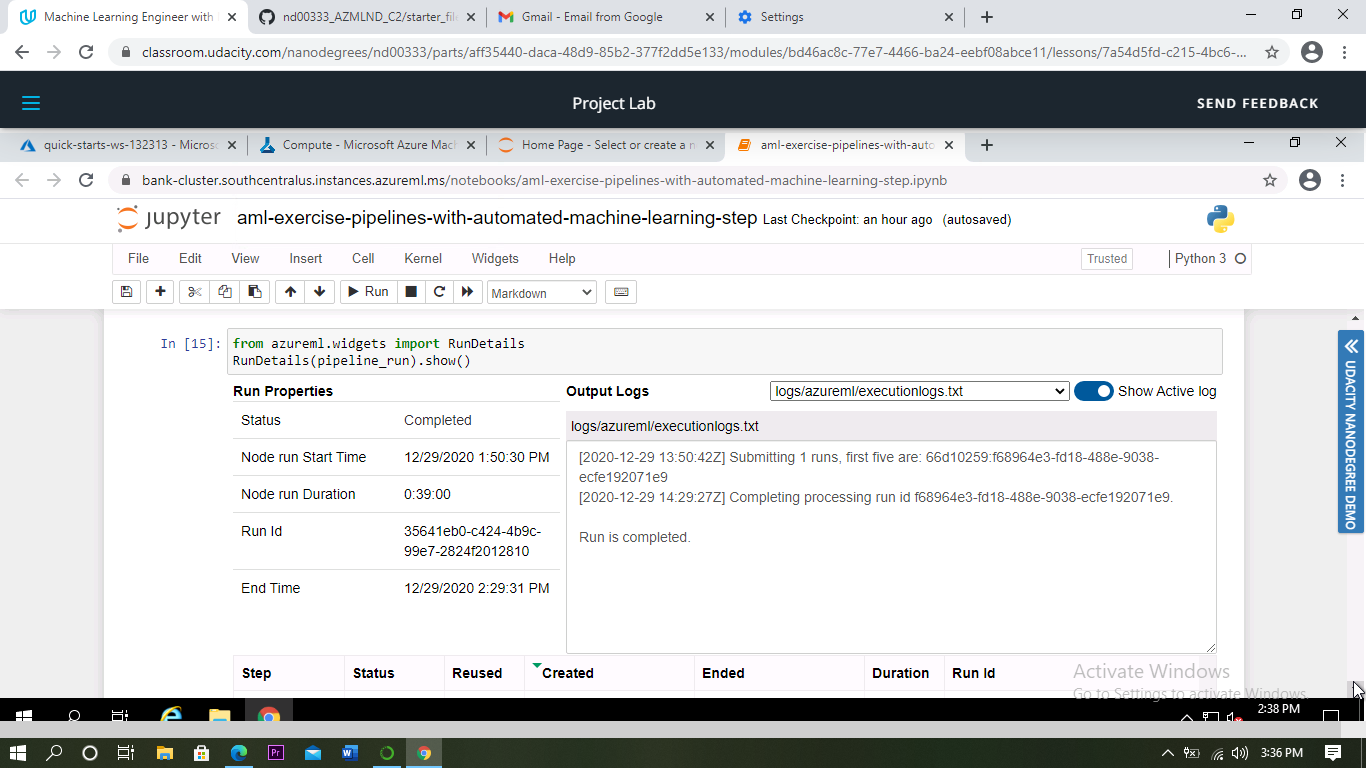 Machine Learning Engineer with
nd00333_AZMLND_C2/starter_file
Gmail - Email from Google
Settings
classroom.udacity.com/nanodegrees/nd00333/parts/aff35440-daca-48d9-85b2-377f2dd5e133/modules/bd46ac8c-77e7-4466-ba24-eebf08abce11/lessons/7a54d5fd-c215-4bc6-...
Project Lab
SEND FEEDBACK
quick-starts-ws-132313 - Micros
Compute - Microsoft Azure Mac
Home Page - Select or create a n
aml-exercise-pipelines-with-auto
bank-cluster.southcentralus.instances.azureml.ms/notebooks/aml-exercise-pipelines-with-automated-machine-learning-step.ipynb
jupyter aml-exercise-pipelines-with-automated-machine-learning-step Last Checkpoint: an hour ago (autosaved)
File Edit View Insert Cell Kernel Widgets Help Trusted Python 3
Run Markdown
In [15]: from azureml.widgets import RunDetails
RunDetails(pipeline_run).show()
Run Properties
Status Completed
Node run Start Time 12/29/2020 1:50:30 PM
Node run Duration 0:39:00
Run Id 35641eb0-c424-4b9c-
99e7-2824f2012810
End Time 12/29/2020 2:29:31 PM
Output Logs logs/azureml/executionlogs.txt Show Active log
logs/azureml/executionlogs.txt
[2020-12-29 13:50:42Z] Submitting 1 runs, first five are: 66d10259:f68964e3-fd18-488e-9038-
ecfe192071e9
[2020-12-29 14:29:27Z] Completing processing run id f68964e3-fd18-488e-9038-ecfe192071e9.
Run is completed.
UDACITY NANODEGREE DEMO
Step Status Reused Created Ended Duration Run Id
Activate Windows
Go to Settings to activate Windows.
2:38 PM
Pr
W
3:36 PM